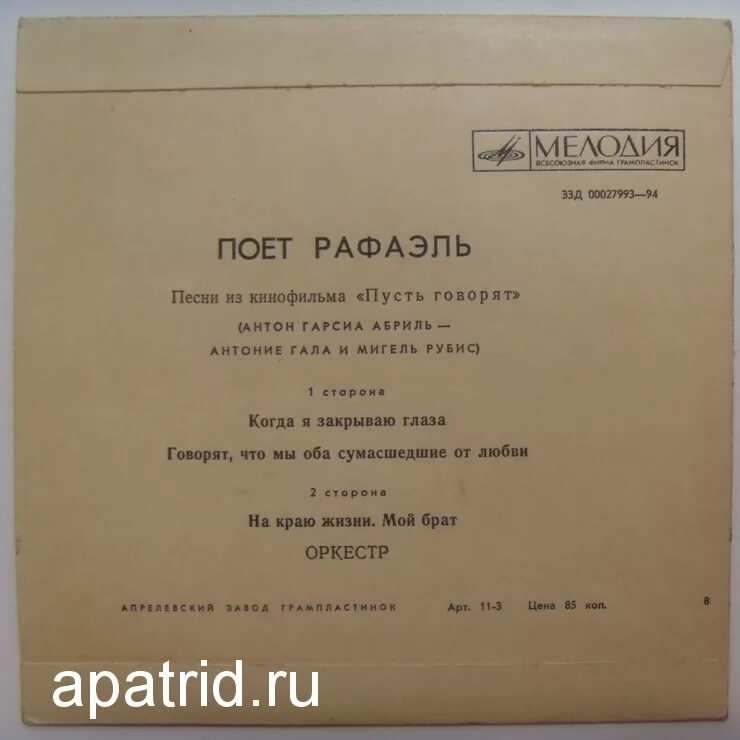 МЕЛОДИЯ
ВСЕСОЮЗНАЯ ФИРМА ГРАМПЛАСТИНОК
33Д 00027993—94
ПОЕТ РАФАЭЛЬ
Песни из кинофильма «Пусть говорят»
(АНТОН ГАРСИА АБРИЛЬ —
АНТОНИЕ ГАЛА И МИГЕЛЬ РУБИС)
1 сторона
Когда я закрываю глаза
Говорят, что мы оба сумасшедшие от любви
2 сторона
На краю жизни. Мой брат
ОРКЕСТР
АПРЕЛЕВСКИЙ ЗАВОД ГРАМПЛАСТИНОК Арт. 11-3 Цена 85 коп. 8
apatrid.ru